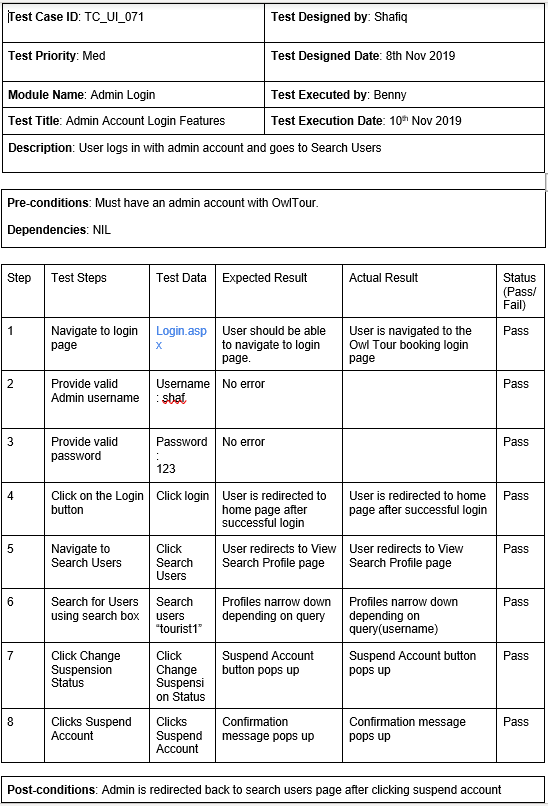 Test Case ID: TC_UI_071
Test Designed by: Shafiq
Test Priority: Med
Test Designed Date: 8th Nov 2019
Module Name: Admin Login
Test Executed by: Benny
Test Title: Admin Account Login Features
Test Execution Date: 10th Nov 2019
Description: User logs in with admin account and goes to Search Users
Pre-conditions: Must have an admin account with OwlTour.
Dependencies: NIL
Step
Test Steps
Test Data
Expected Result
Actual Result
Status
(Pass/
Fail)
1
Navigate to login
page
Login.asp
x
User should be able
to navigate to login
page.
User is navigated to the
Owl Tour booking login
page
Pass
2
Provide valid
Admin username
Username
: shaf
No error
Pass
3
Provide valid
password
Password
:
123
No error
Pass
4
Click on the Login
button
Click login
User is redirected to
home page after
successful login
User is redirected to home
page after successful login
Pass
5
Navigate to
Search Users
Click
Search
Users
User redirects to View
Search Profile page
User redirects to View
Search Profile page
Pass
6
Search for Users
using search box
Search
users
“tourist1”
Profiles narrow down
depending on query
Profiles narrow down
depending on
query(username)
Pass
7
Click Change
Suspension
Status
Click
Change
Suspensi
on Status
Suspend Account
button pops up
Suspend Account button
pops up
Pass
8
Clicks Suspend
Account
Clicks
Suspend
Account
Confirmation
message pops up
Confirmation message
pops up
Pass
Post-conditions: Admin is redirected back to search users page after clicking suspend account